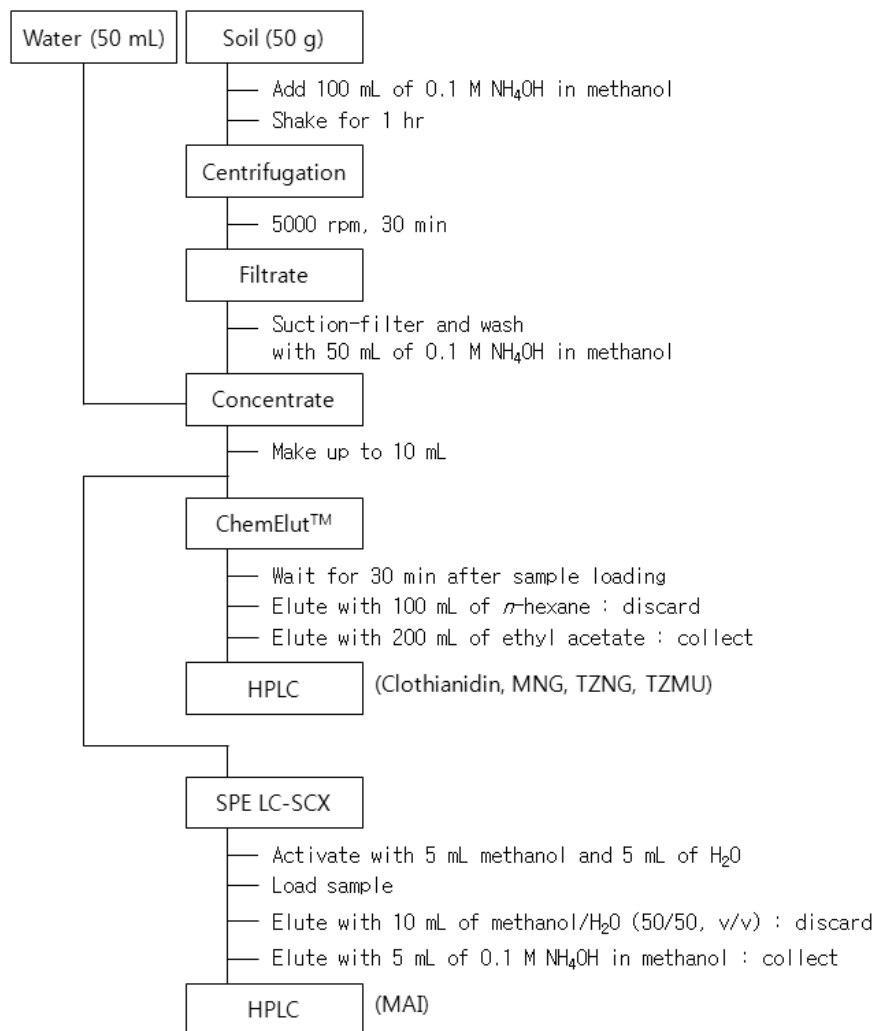 Water (50 mL)
Soil (50 g)
Add 100 mL of 0.1 M NH₄OH in methanol
Shake for 1 hr
Centrifugation
5000 rpm, 30 min
Filtrate
Suction-filter and wash
with 50 mL of 0.1 M NH₄OH in methanol
Concentrate
Make up to 10 mL
ChemElut™
Wait for 30 min after sample loading
Elute with 100 mL of n-hexane : discard
Elute with 200 mL of ethyl acetate : collect
HPLC (Clothianidin, MNG, TZNG, TZMU)
SPE LC-SCX
Activate with 5 mL methanol and 5 mL of H₂O
Load sample
Elute with 10 mL of methanol/H₂O (50/50, v/v) : discard
Elute with 5 mL of 0.1 M NH₄OH in methanol : collect
HPLC (MAI)